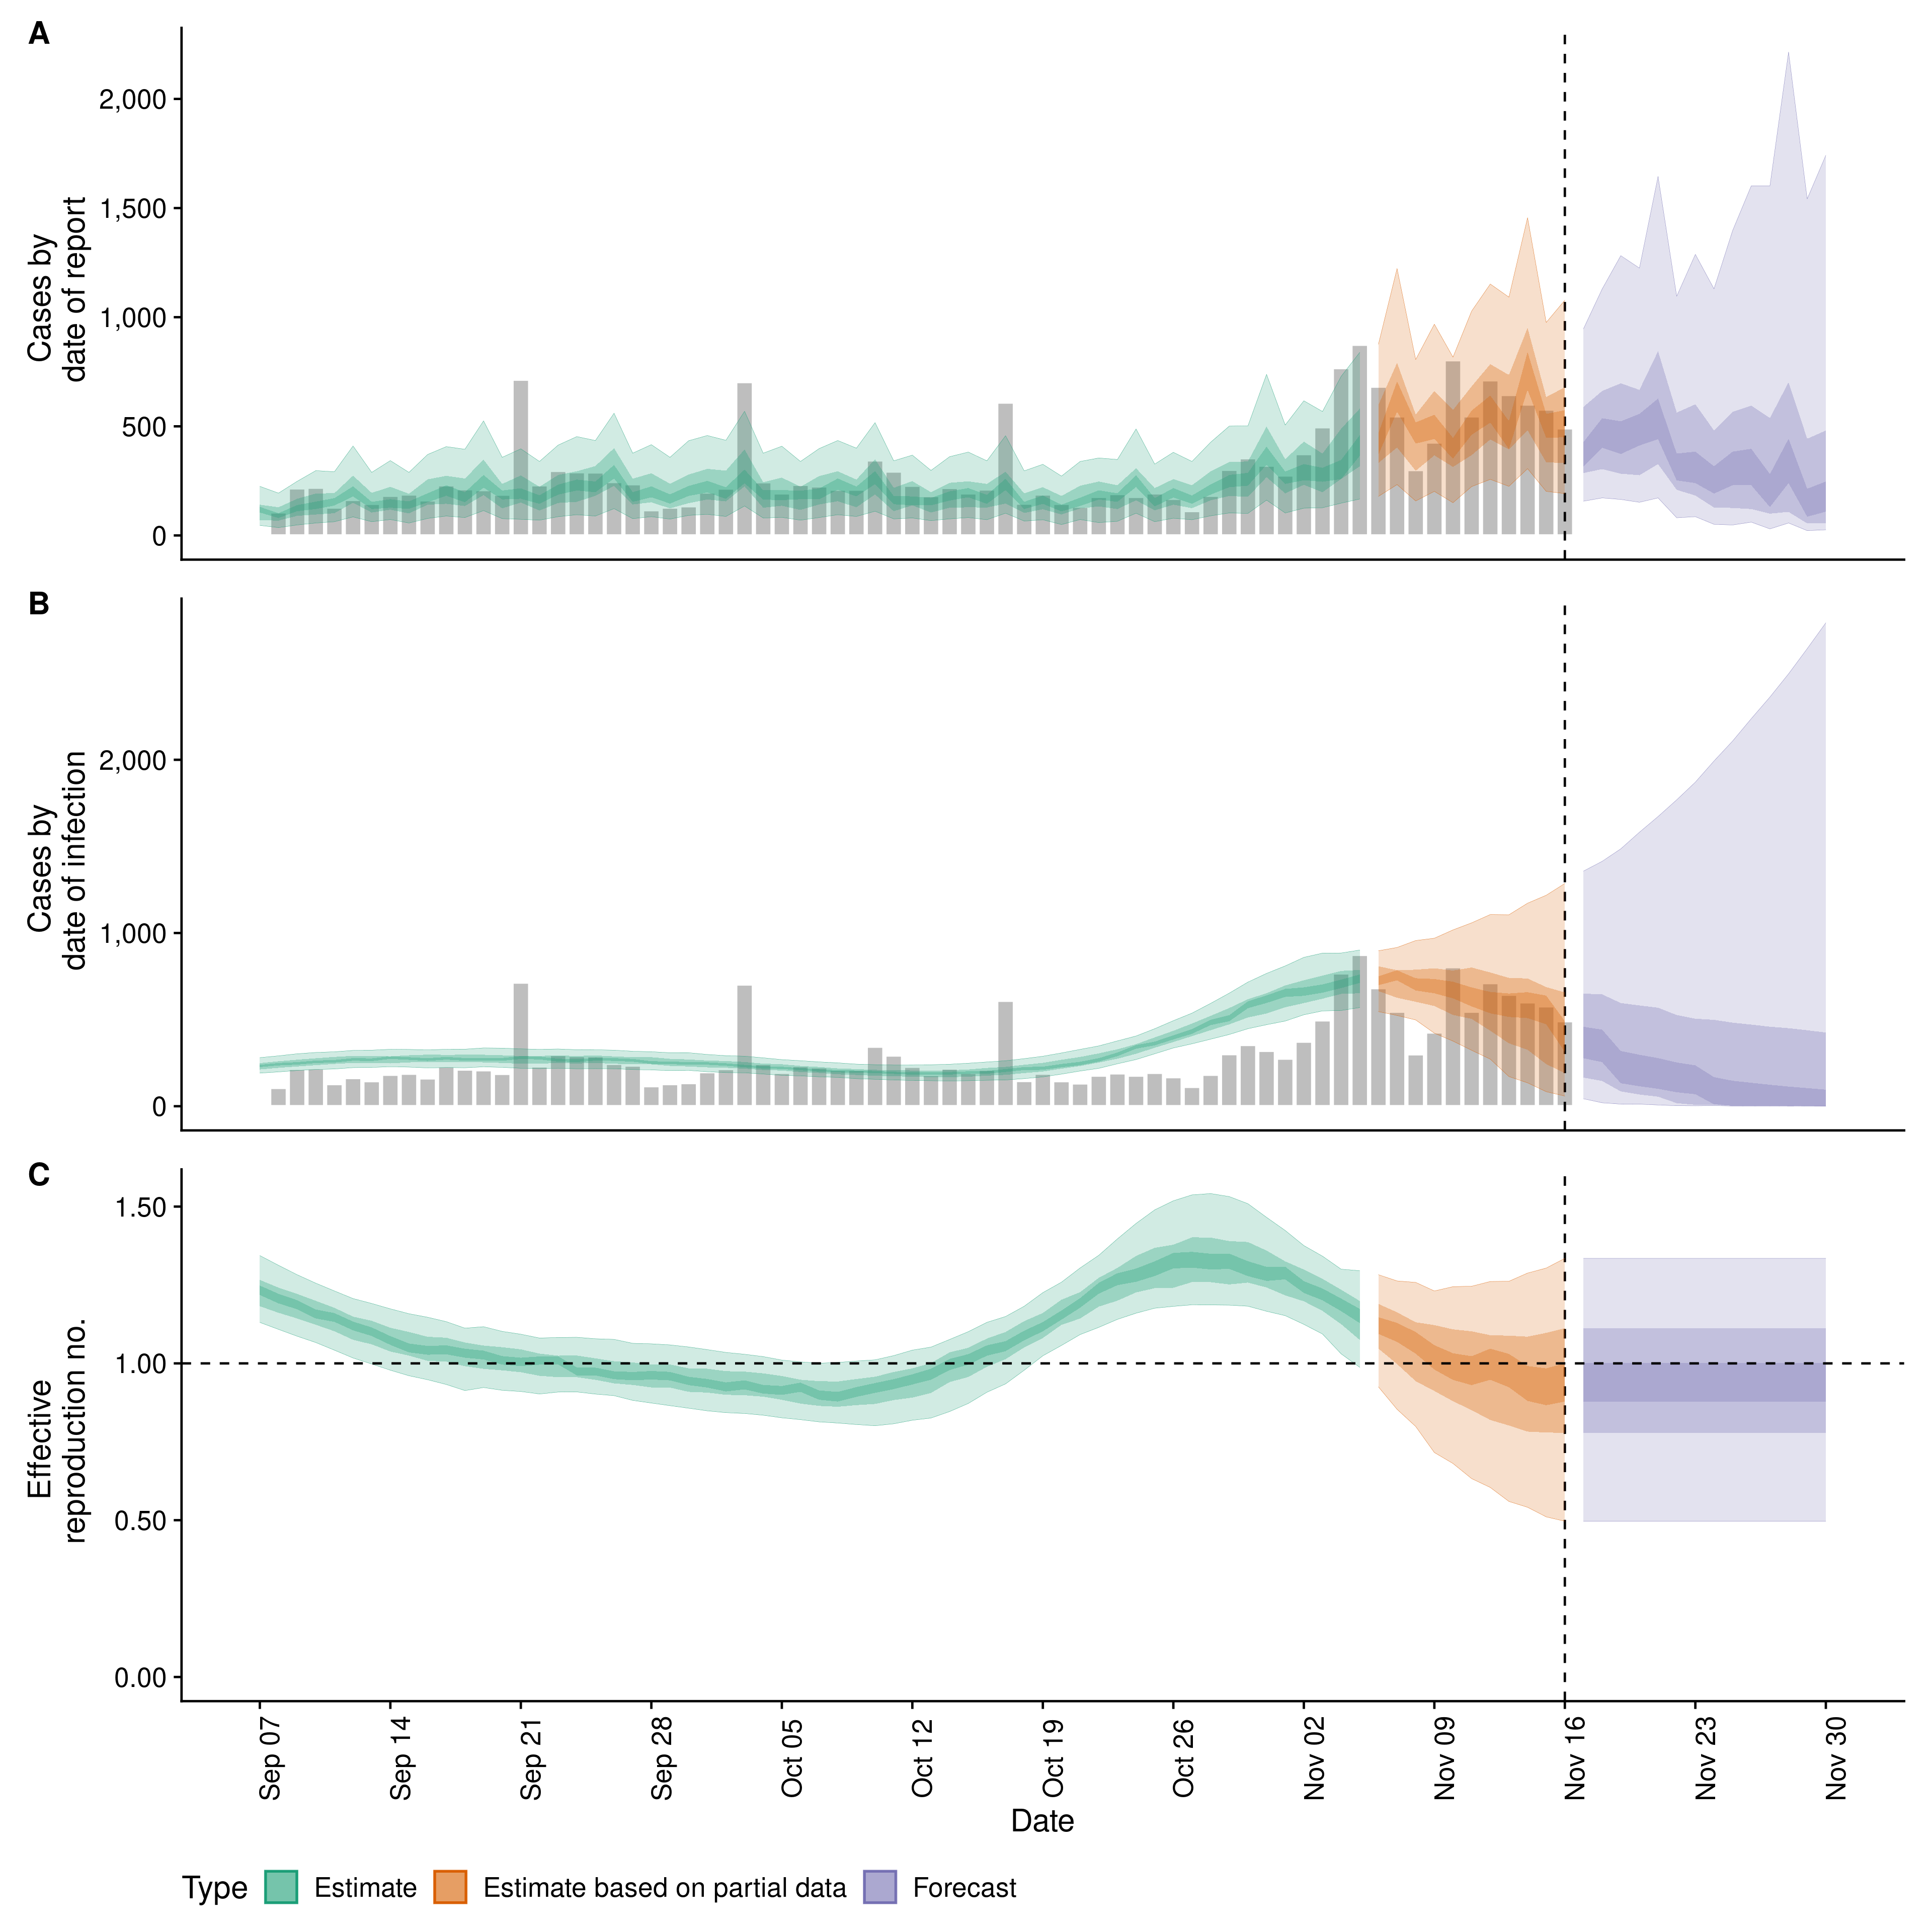 A
Cases by
date of report
2,000
1,500
1,000
500
0
B
Cases by
date of infection
2,000
1,000
0
C
Effective
reproduction no.
1.50
1.00
0.50
0.00
Sep 07
Sep 14
Sep 21
Sep 28
Oct 05
Oct 12
Oct 19
Oct 26
Nov 02
Nov 09
Nov 16
Nov 23
Nov 30
Date
Type Estimate Estimate based on partial data Forecast